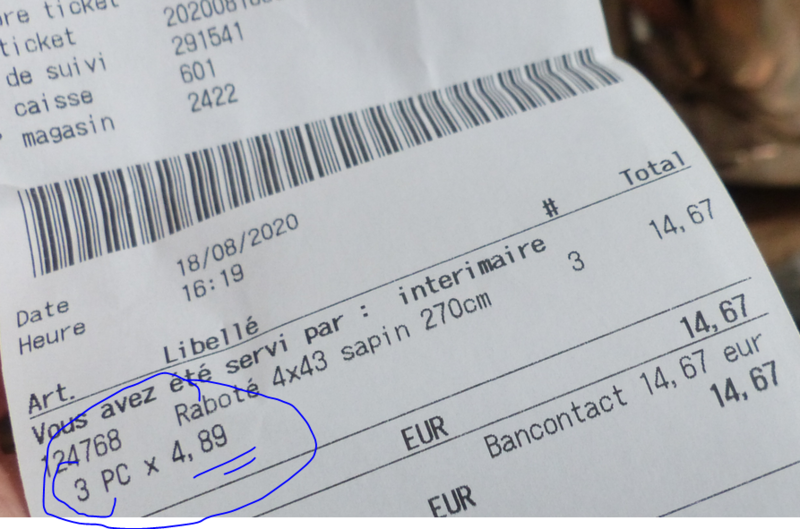 re ticket 20200818
ticket 291541
de suivi 601
caisse 2422
magasin
Date 18/08/2020
Heure 16:19
Art. Libellé # Total
Vous avez été servi par : interimaire
124768 Raboté 4x43 sapin 270cm 3 14,67
3 PC x 4,89
EUR 14,67
Bancontact 14,67 eur
EUR 14,67